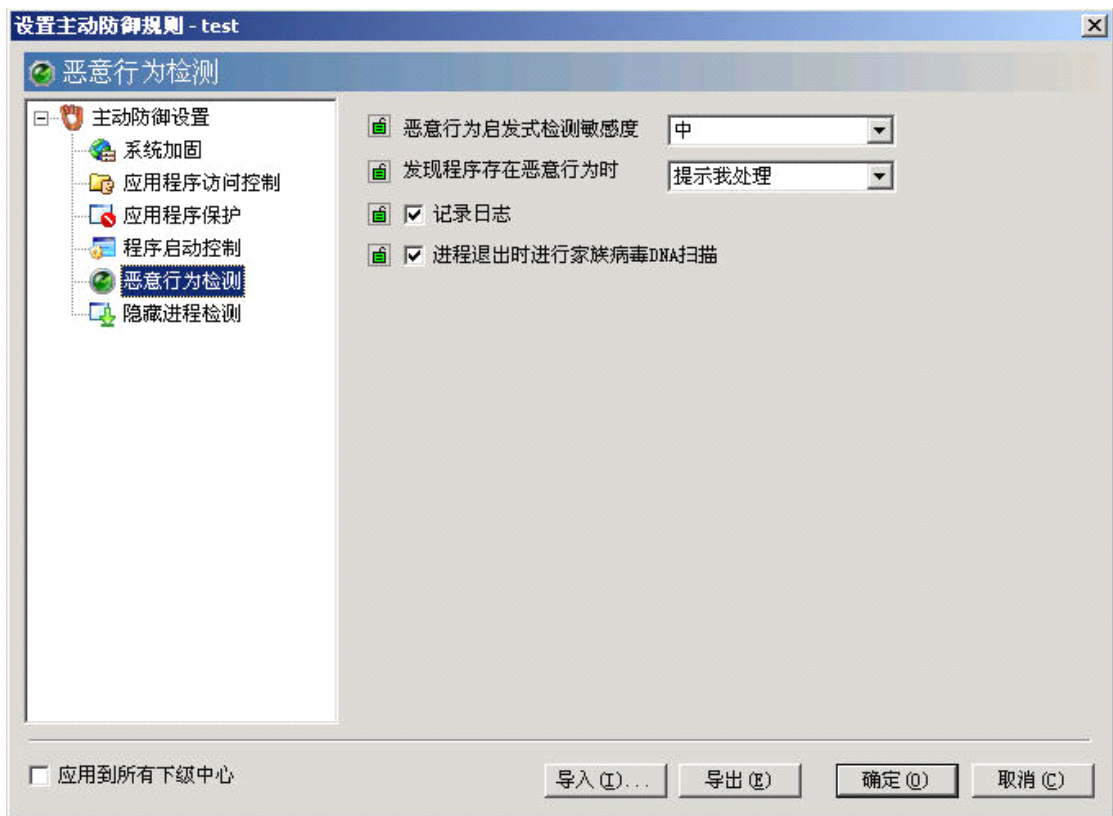 设置主动防御规则 - test
恶意行为检测
主动防御设置
系统加固
应用程序访问控制
应用程序保护
程序启动控制
恶意行为检测
隐藏进程检测
恶意行为启发式检测敏感度 中
发现程序存在恶意行为时 提示我处理
记录日志
进程退出时进行家族病毒DNA扫描
应用到所有下级中心 导入(I)... 导出(E) 确定(O) 取消(C)